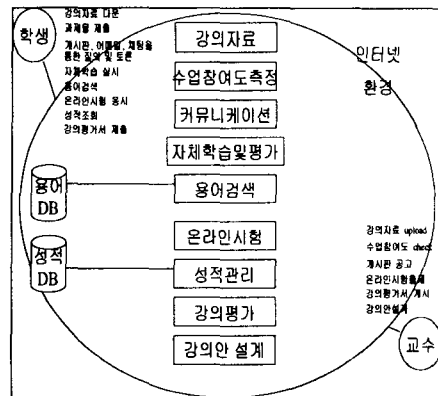 학생
강의자료 다운
과제물 제출
게시판, 이메일, 채팅을
통한 질의 및 토론
자체학습 실시
용어검색
온라인시험 응시
성적조회
강의평가서 제출
강의자료
수업참여도측정
커뮤니케이션
자체학습및평가
용어검색
온라인시험
성적관리
강의평가
강의안 설계
인터넷
환경
용어
DB
성적
DB
강의자료 upload
수업참여도 check
게시판 공고
온라인시험출제
강의평가서 게시
강의안설계
교수